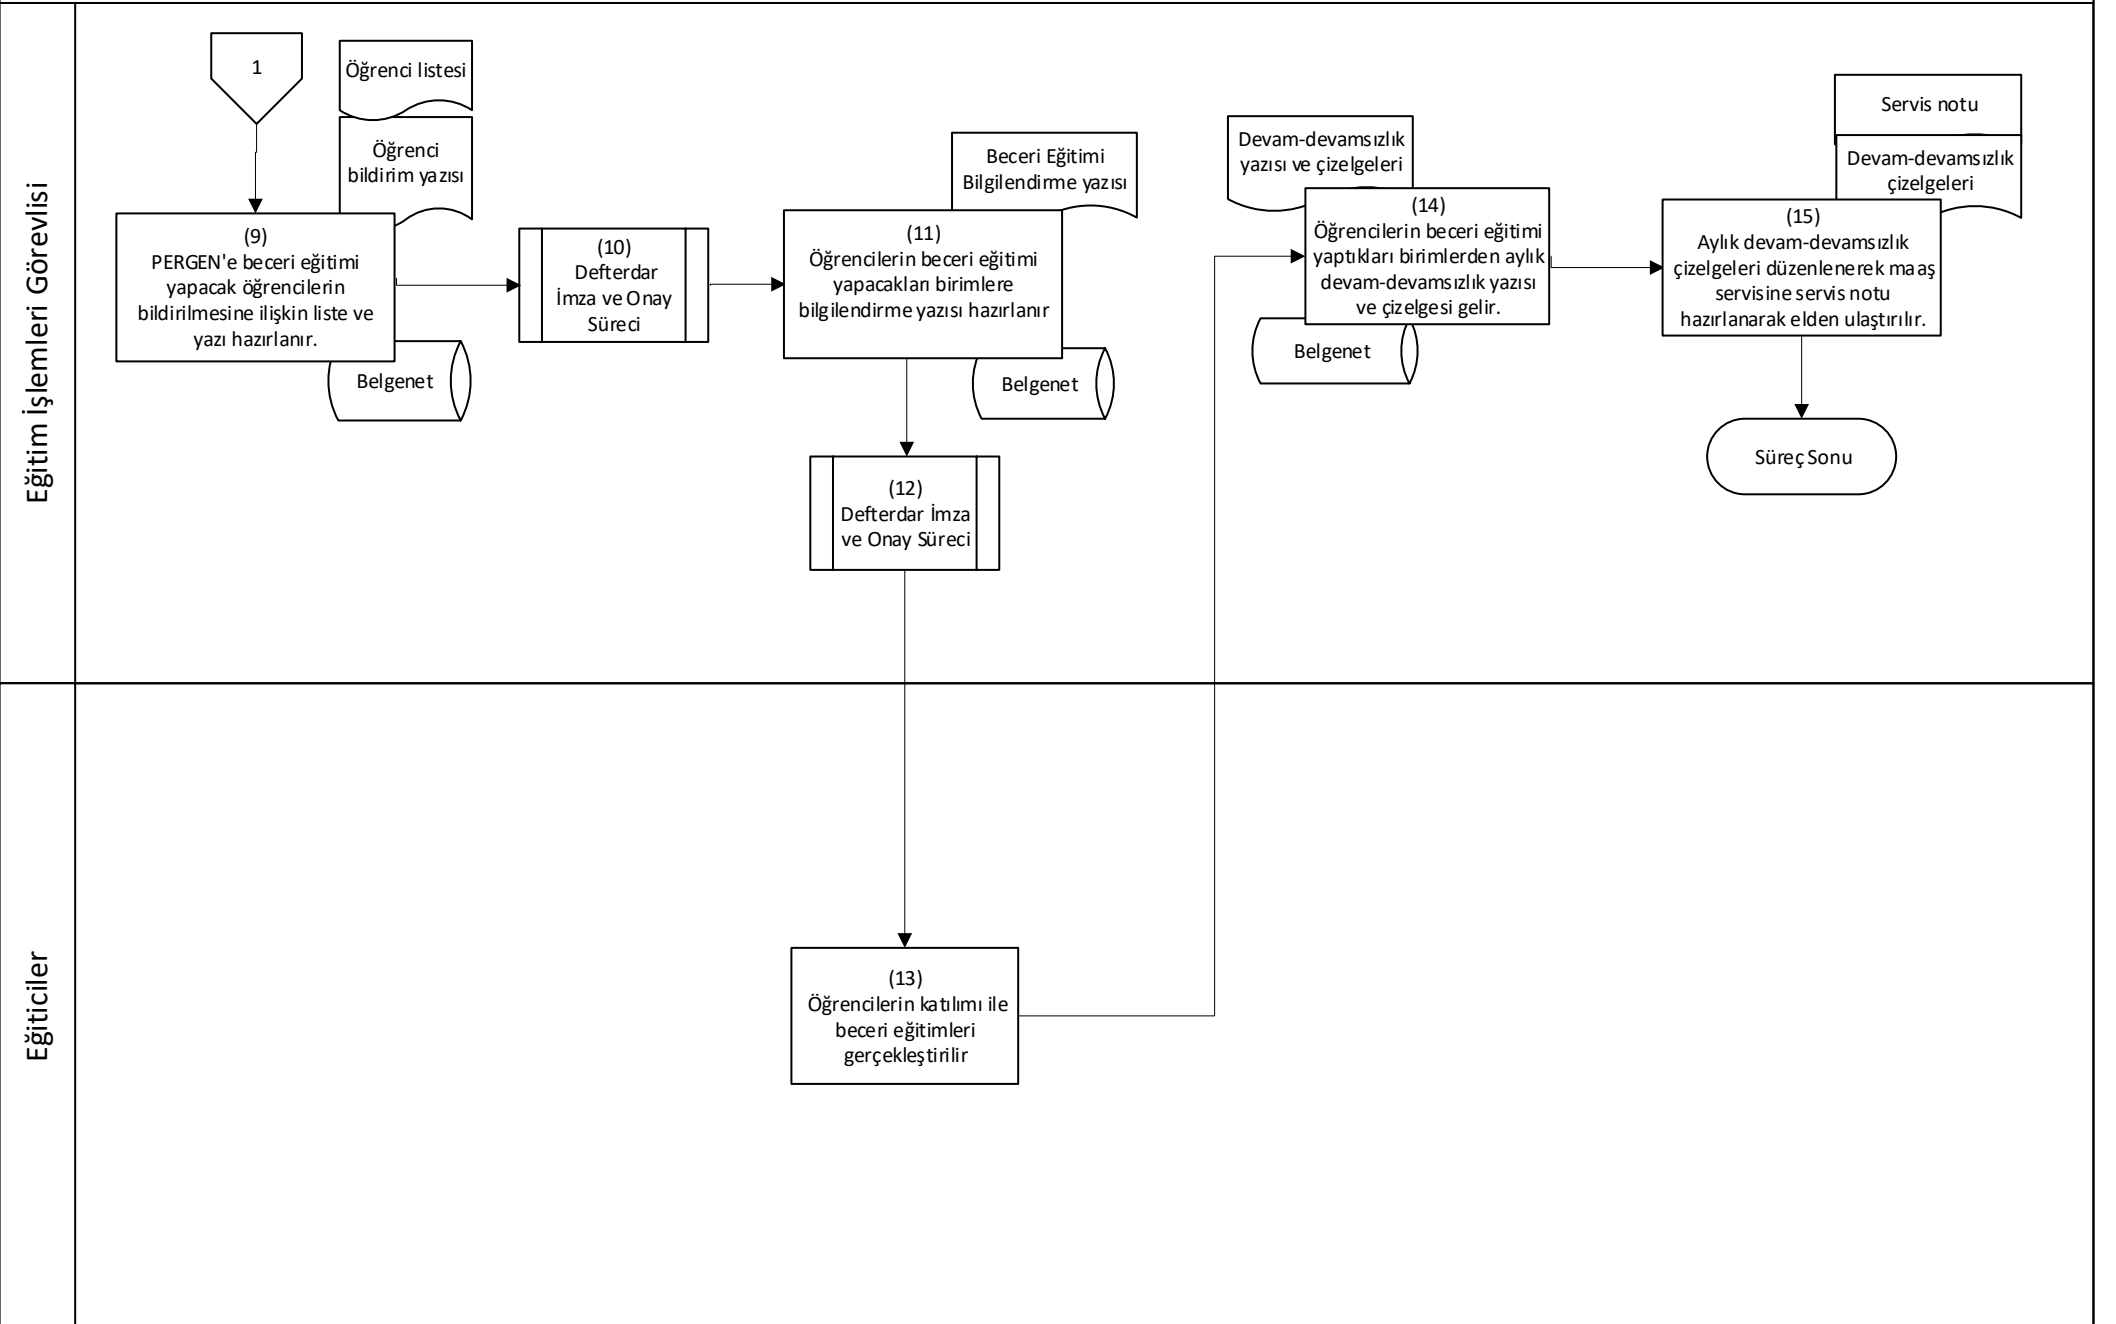 Eğitim İşlemleri Görevlisi
1
Öğrenci listesi
Öğrenci
bildirim yazısı
(9)
PERGEN'e beceri eğitimi
yapacak öğrencilerin
bildirilmesine ilişkin liste ve
yazı hazırlanır.
Belgenet
(10)
Defterdar
İmza ve Onay
Süreci
Beceri Eğitimi
Bilgilendirme yazısı
(11)
Öğrencilerin beceri eğitimi
yapacakları birimlere
bilgilendirme yazısı hazırlanır
Belgenet
(12)
Defterdar İmza
ve Onay Süreci
Devam-devamsızlık
yazısı ve çizelgeleri
(14)
Öğrencilerin beceri eğitimi
yaptıkları birimlerden aylık
devam-devamsızlık yazısı
ve çizelgesi gelir.
Belgenet
Servis notu
Devam-devamsızlık
çizelgeleri
(15)
Aylık devam-devamsızlık
çizelgeleri düzenlenerek maaş
servisine servis notu
hazırlanarak elden ulaştırılır.
Süreç Sonu
Eğiticiler
(13)
Öğrencilerin katılımı ile
beceri eğitimleri
gerçekleştirilir